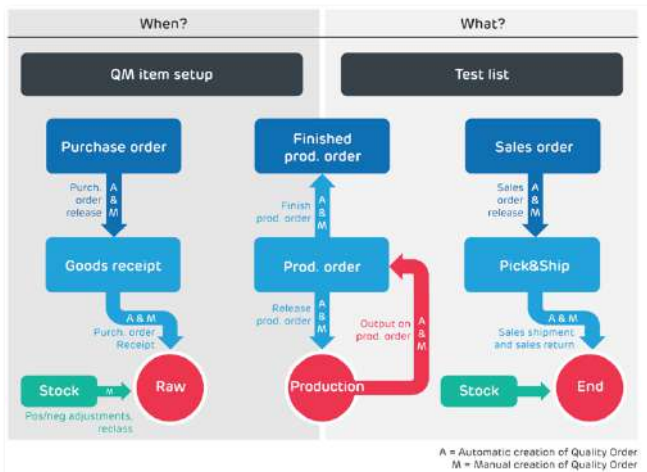 When?
What?
QM item setup
Test list
Purchase order
Finished
prod. order
Sales order
Purch.
order
release
A
&
M
Finish
prod. order
A
&
M
Sales
order
release
A
&
M
Goods receipt
Prod. order
Pick&Ship
A & M
Purch. order
Receipt
Release
prod. order
A
&
M
Output on
prod. order
A
&
M
A & M
Sales shipment
and sales return
Stock
M
Raw
Production
Stock
End
Pos/neg adjustments,
reclass
A = Automatic creation of Quality Order
M = Manual creation of Quality Order